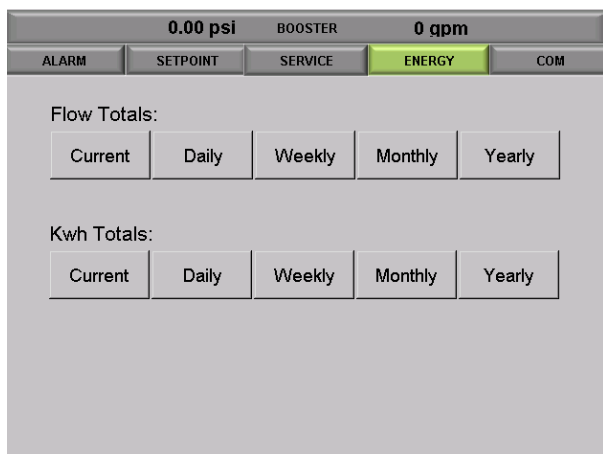 0.00 psi BOOSTER 0 gpm
ALARM SETPOINT SERVICE ENERGY COM
Flow Totals:
Current Daily Weekly Monthly Yearly
Kwh Totals:
Current Daily Weekly Monthly Yearly